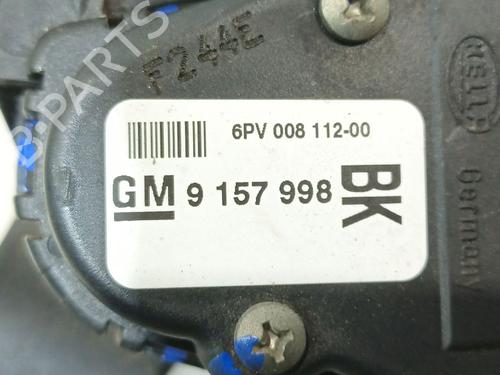 B-PARTS
F244E
HELLA
Germany
6PV 008 112-00
GM 9 157 998 BK